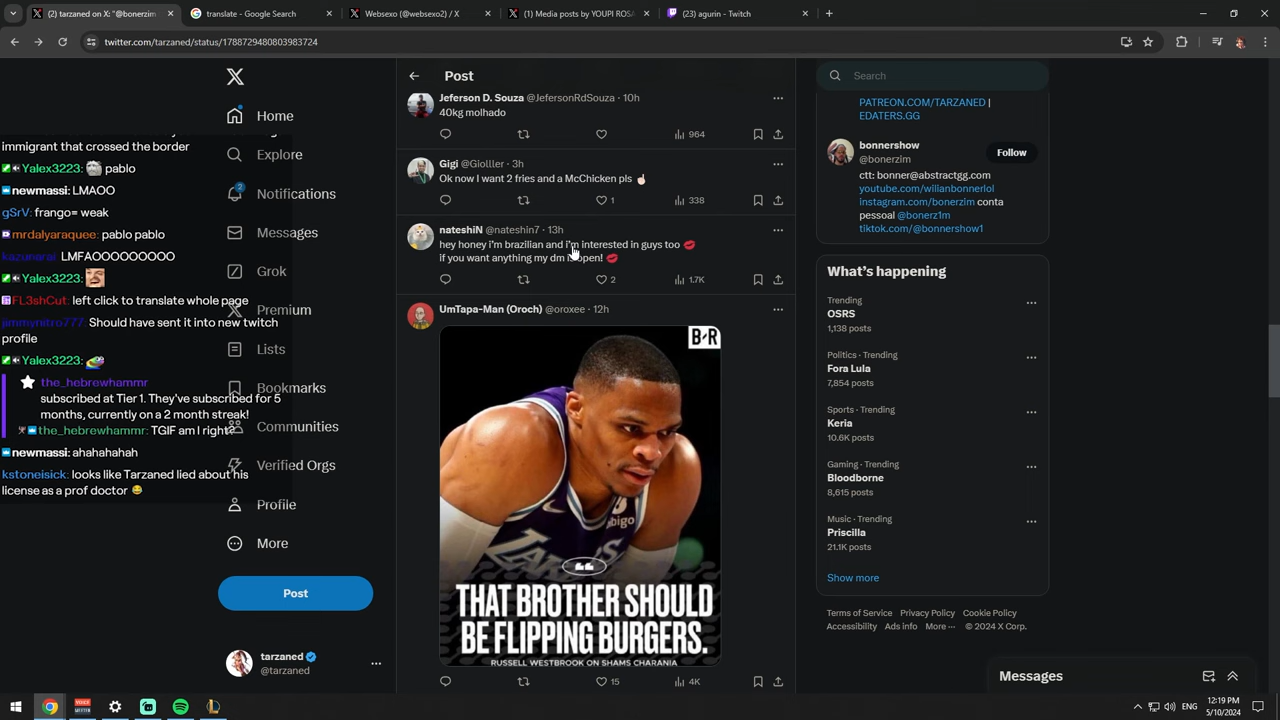 (2) tarzaned on X: "@bonerzim
translate - Google Search
Websexo (@websexo2) / X
(1) Media posts by YOUPI ROSA
(23) agurin - Twitch
twitter.com/tarzaned/status/1788729480803983724
immigrant that crossed the border
Yalex3223: pablo
newmassi: LMAOO
gSrV: frango= weak
mrdalyaraquee: pablo pablo
kazunarai: LMFAOOOOOOOO
Yalex3223:
FL3shCut: left click to translate whole page
jimmynitro777: Should have sent it into new twitch
profile
Yalex3223:
the_hebrewhammr
subscribed at Tier 1. They've subscribed for 5
months, currently on a 2 month streak!
the_hebrewhammr: TGIF am I right?
newmassi: ahahahahah
kstoneisick: looks like Tarzaned lied about his
license as a prof doctor 😂
Home
Explore
2
Notifications
Messages
Grok
Premium
Lists
Bookmarks
Communities
Verified Orgs
Profile
More
Post
tarzaned
@tarzaned
Post
Jeferson D. Souza @JefersonRdSouza · 10h
40kg molhado
964
Gigi @Giolller · 3h
Ok now I want 2 fries and a McChicken pls ☝🏻
1
338
nateshiN @nateshin7 · 13h
hey honey i'm brazilian and i'm interested in guys too 💋
if you want anything my dm is open! 💋
2
1.7K
UmTapa-Man (Oroch) @oroxee · 12h
B/R
bigo
THAT BROTHER SHOULD
BE FLIPPING BURGERS.
RUSSELL WESTBROOK ON SHAMS CHARANIA
15
4K
Search
PATREON.COM/TARZANED |
EDATERS.GG
bonnershow
@bonerzim
Follow
ctt: bonner@abstractgg.com
youtube.com/wilianbonnerlol
instagram.com/bonerzim conta
pessoal @bonerz1m
tiktok.com/@bonnershow1
What's happening
Trending
OSRS
1,138 posts
Politics · Trending
Fora Lula
7,854 posts
Sports · Trending
Keria
10.6K posts
Gaming · Trending
Bloodborne
8,615 posts
Music · Trending
Priscilla
21.1K posts
Show more
Terms of Service Privacy Policy Cookie Policy
Accessibility Ads info More ··· © 2024 X Corp.
Messages
ENG
12:19 PM
5/10/2024